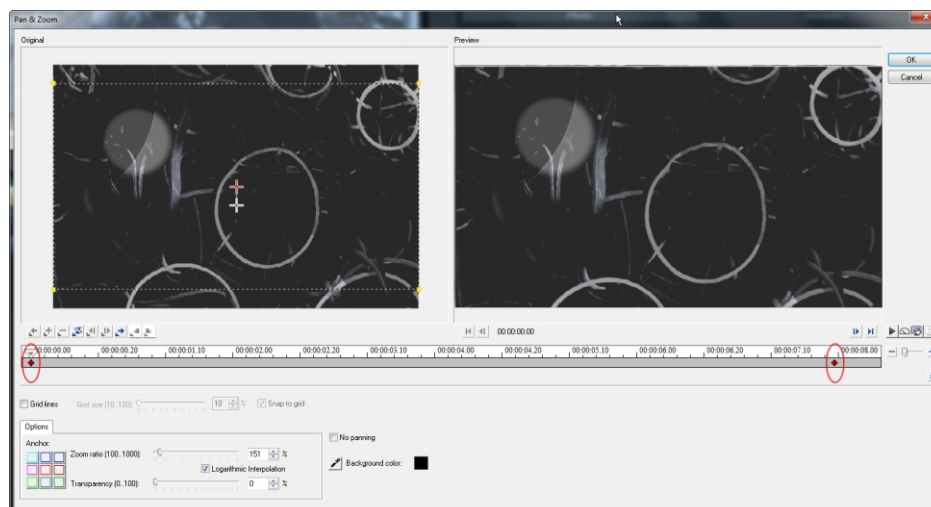 Pan & Zoom
Original
Preview
OK
Cancel
00:00:00:00
00:00:00.00 00:00:00.20 00:00:01.10 00:00:02.00 00:00:02.20 00:00:03.10 00:00:04.00 00:00:04.20 00:00:05.10 00:00:06.00 00:00:06.20 00:00:07.10 00:00:08.00
Grid lines
Grid size (10..100):
10 %
Snap to grid
Options
Anchor:
Zoom ratio (100..1000):
151 %
Logarithmic Interpolation
Transparency (0..100):
0 %
No panning
Background color: